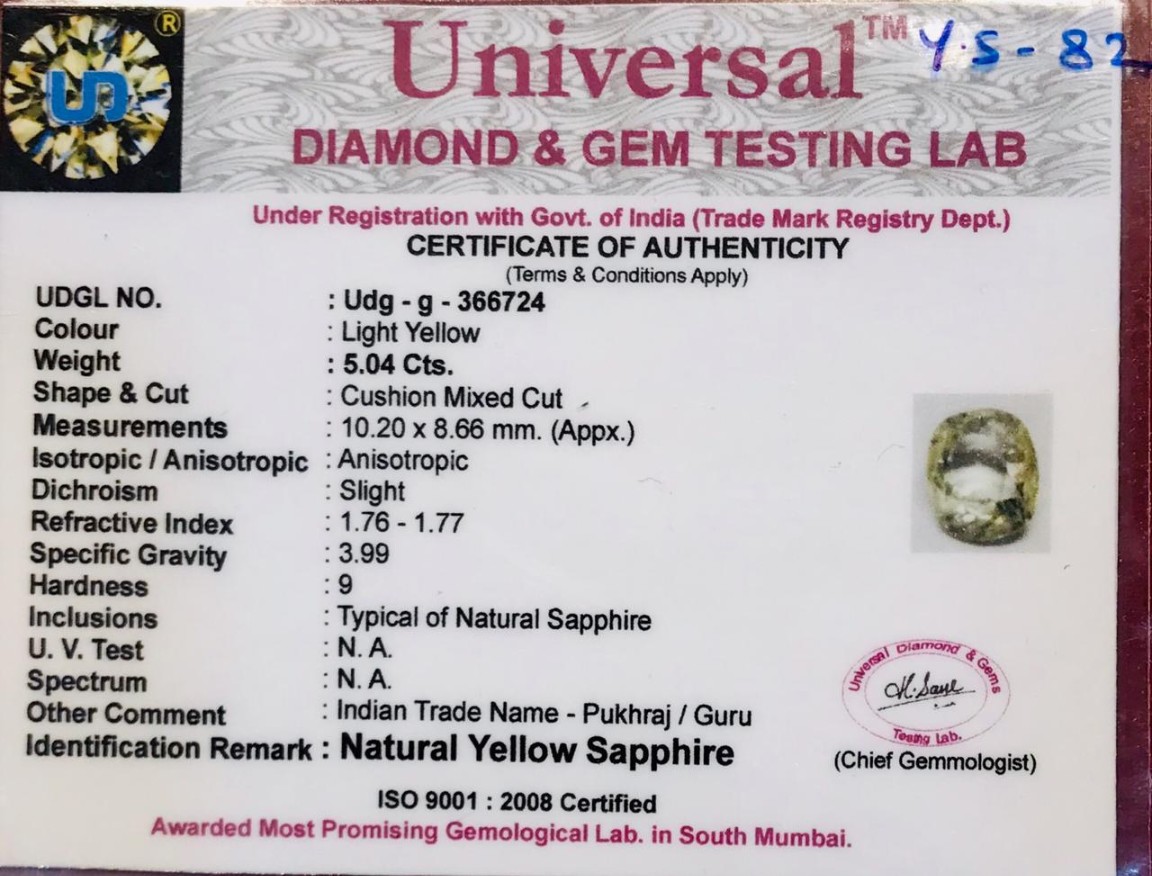 ® Universal™ Y.S-82
UD
DIAMOND & GEM TESTING LAB
Under Registration with Govt. of India (Trade Mark Registry Dept.)
CERTIFICATE OF AUTHENTICITY
(Terms & Conditions Apply)
UDGL NO. : Udg - g - 366724
Colour : Light Yellow
Weight : 5.04 Cts.
Shape & Cut : Cushion Mixed Cut
Measurements : 10.20 x 8.66 mm. (Appx.)
Isotropic / Anisotropic : Anisotropic
Dichroism : Slight
Refractive Index : 1.76 - 1.77
Specific Gravity : 3.99
Hardness : 9
Inclusions : Typical of Natural Sapphire
U. V. Test : N. A.
Spectrum : N. A.
Other Comment : Indian Trade Name - Pukhraj / Guru
Identification Remark : Natural Yellow Sapphire
Universal Diamond & Gems
Testing Lab.
(Chief Gemmologist)
ISO 9001 : 2008 Certified
Awarded Most Promising Gemological Lab. in South Mumbai.